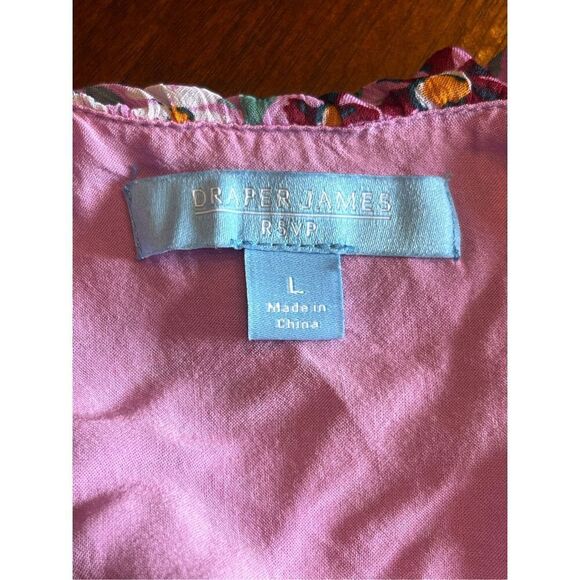 DRAPER JAMES
RSVP
L
Made in
China